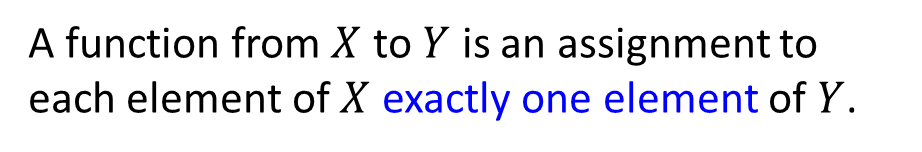 A function from X to Y is an assignment to
each element of X exactly one element of Y.